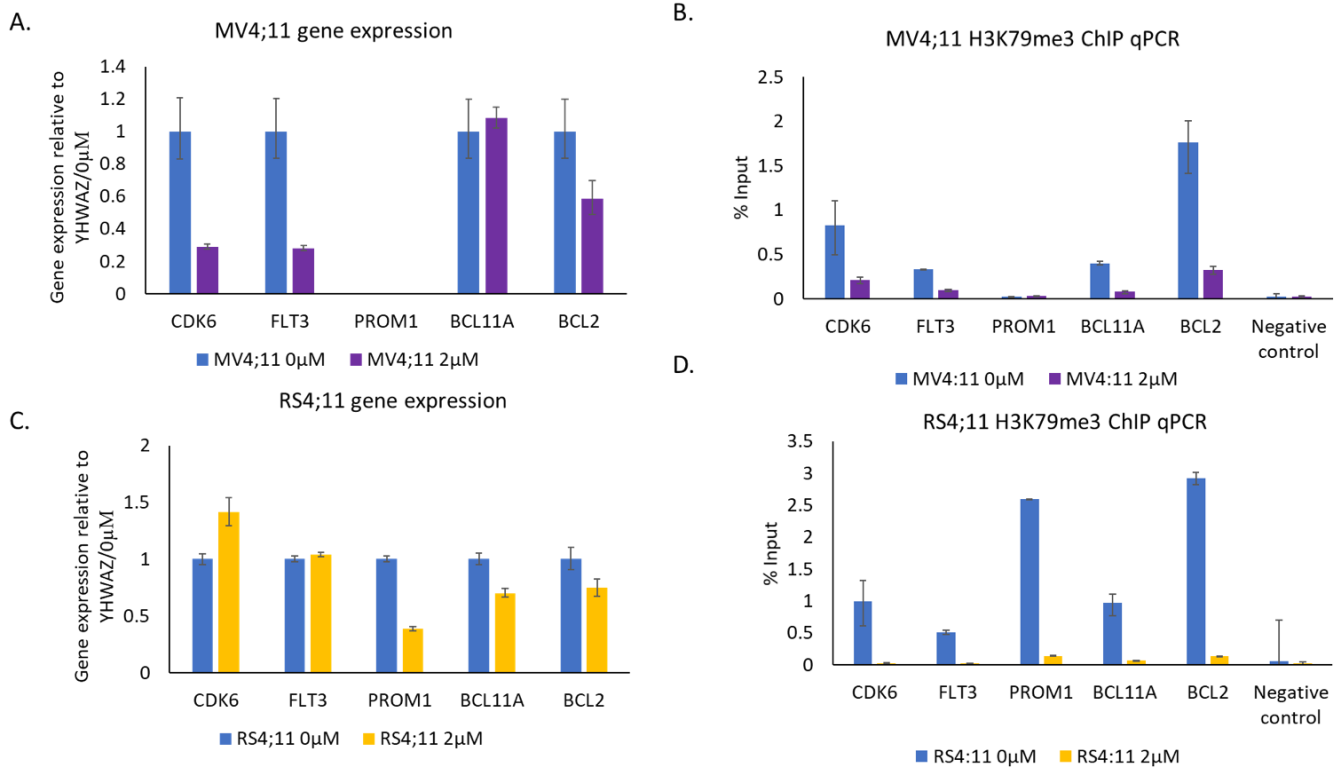 A.
MV4;11 gene expression
Gene expression relative to
YHWAZ/0μM
1.4
1.2
1
0.8
0.6
0.4
0.2
0
CDK6 FLT3 PROM1 BCL11A BCL2
MV4;11 0μM MV4;11 2μM
B.
MV4;11 H3K79me3 ChIP qPCR
% Input
2.5
2
1.5
1
0.5
0
CDK6 FLT3 PROM1 BCL11A BCL2 Negative
control
MV4:11 0μM MV4:11 2μM
C.
RS4;11 gene expression
Gene expression relative to
YHWAZ/0μM
2
1.5
1
0.5
0
CDK6 FLT3 PROM1 BCL11A BCL2
RS4;11 0μM RS4;11 2μM
D.
RS4;11 H3K79me3 ChIP qPCR
% Input
3.5
3
2.5
2
1.5
1
0.5
0
CDK6 FLT3 PROM1 BCL11A BCL2 Negative
control
RS4:11 0μM RS4:11 2μM